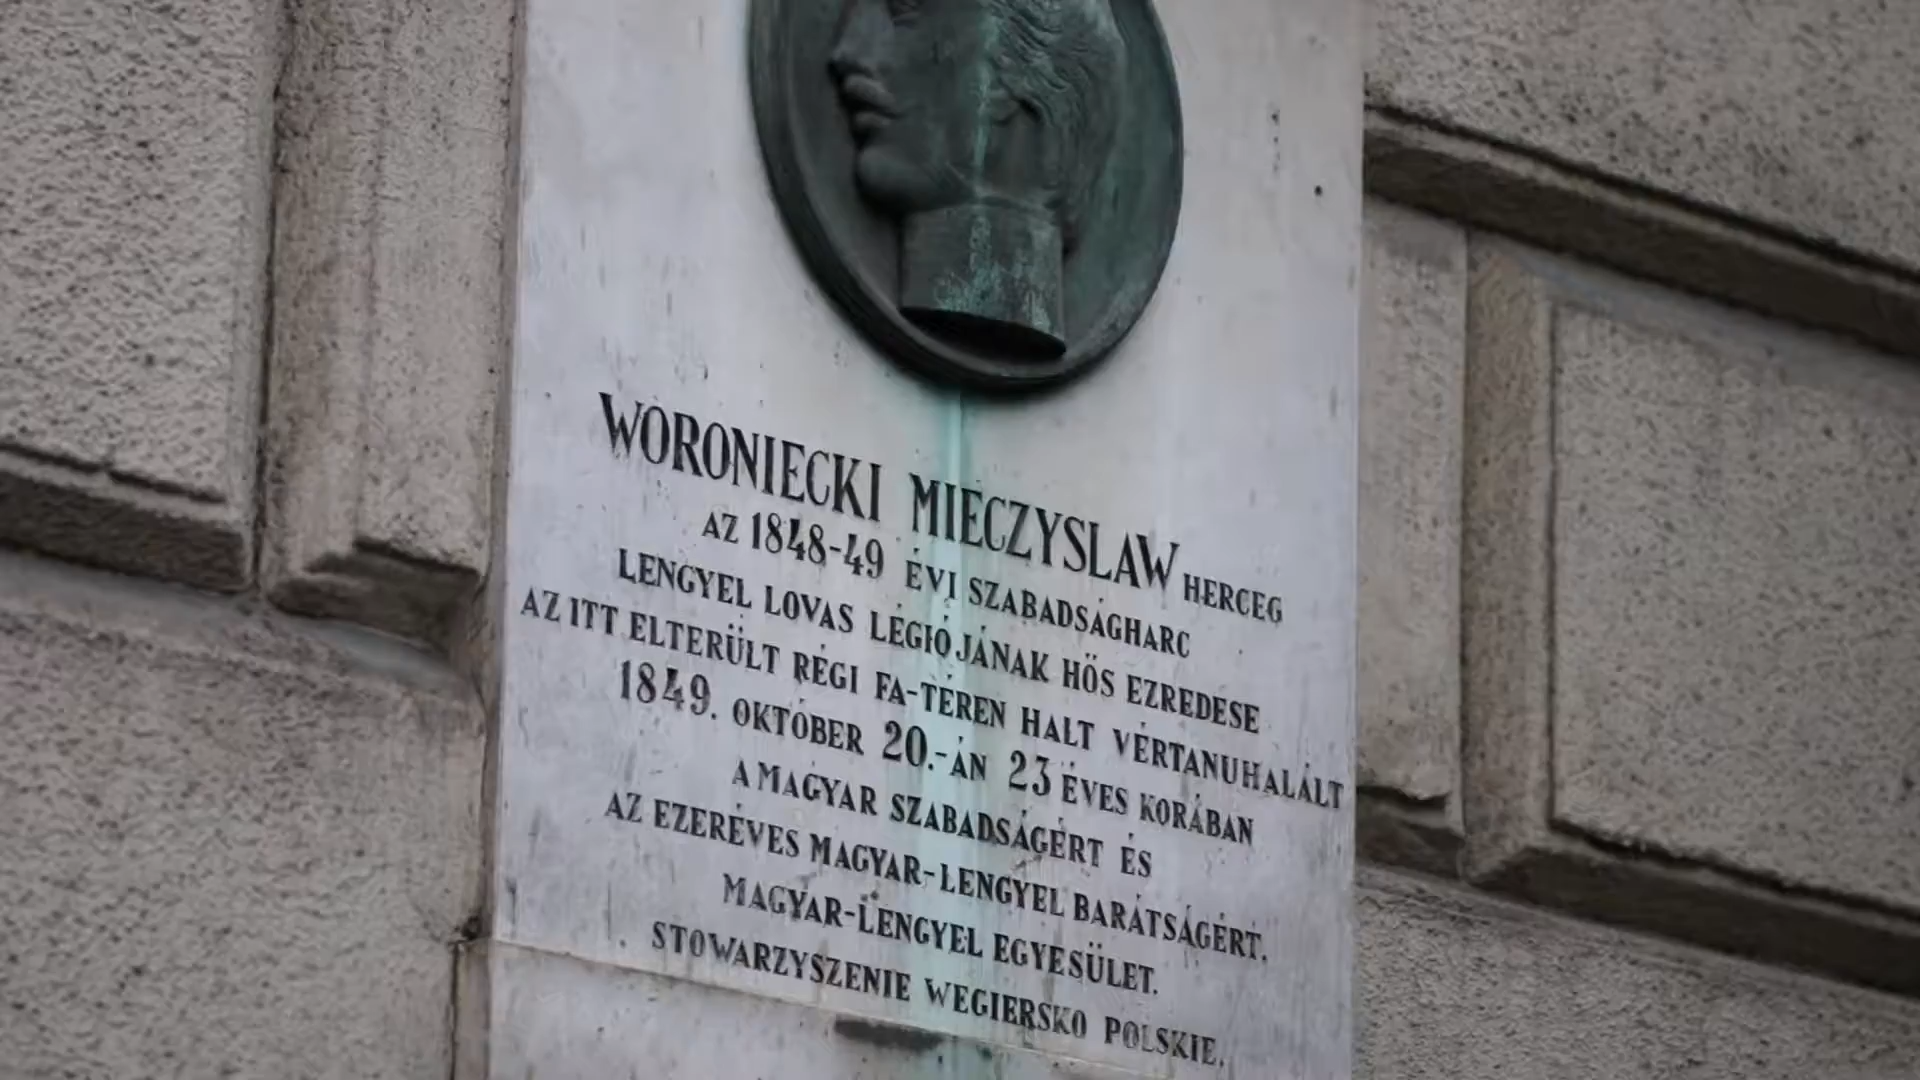 WORONIECKI MIECZYSLAW HERCEG
AZ 1848-49 ÉVI SZABADSÁGHARC
LENGYEL LOVAS LÉGIÓJÁNAK HŐS EZREDESE
AZ ITT ELTERÜLT RÉGI FA-TÉREN HALT VÉRTANUHALÁLT
1849. OKTÓBER 20.-ÁN 23 ÉVES KORÁBAN
A MAGYAR SZABADSÁGÉRT ÉS
AZ EZERÉVES MAGYAR-LENGYEL BARÁTSÁGÉRT.
MAGYAR-LENGYEL EGYESÜLET.
STOWARZYSZENIE WEGIERSKO POLSKIE.